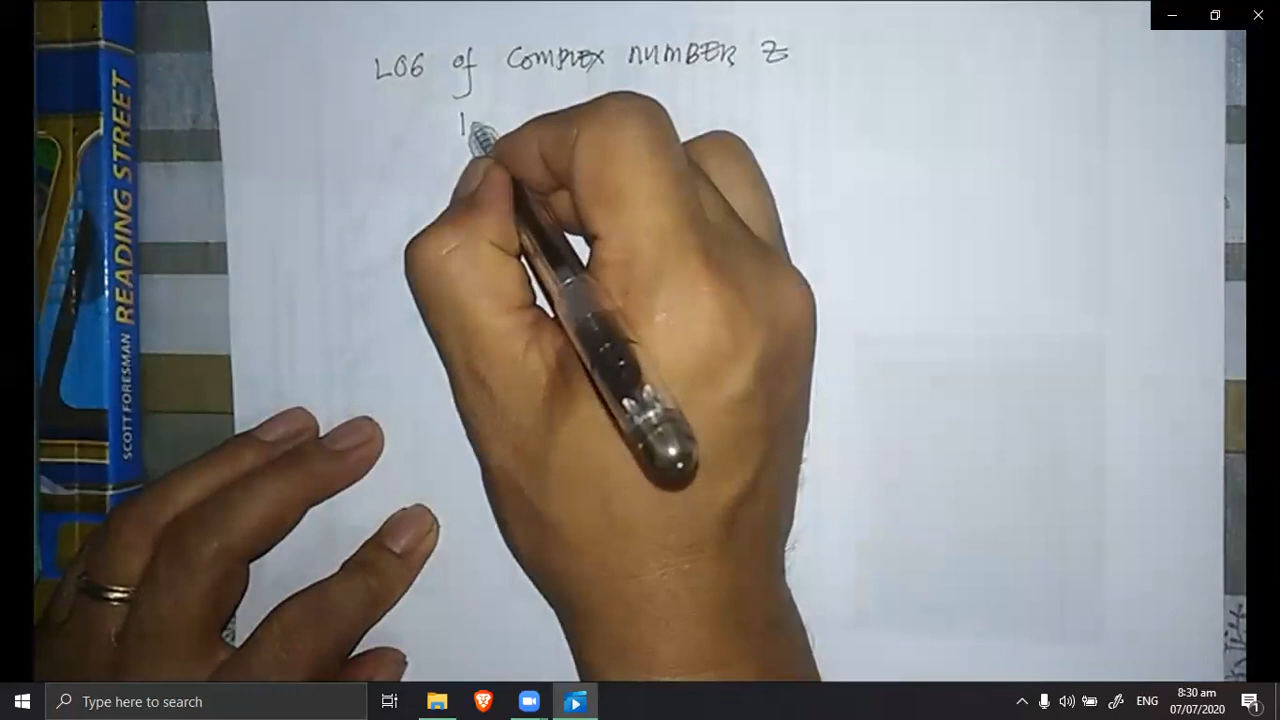 LOG of COMPLEX NUMBER Z
SCOTT FORESMAN READING STREET
Type here to search
ENG
8:30 am
07/07/2020
1